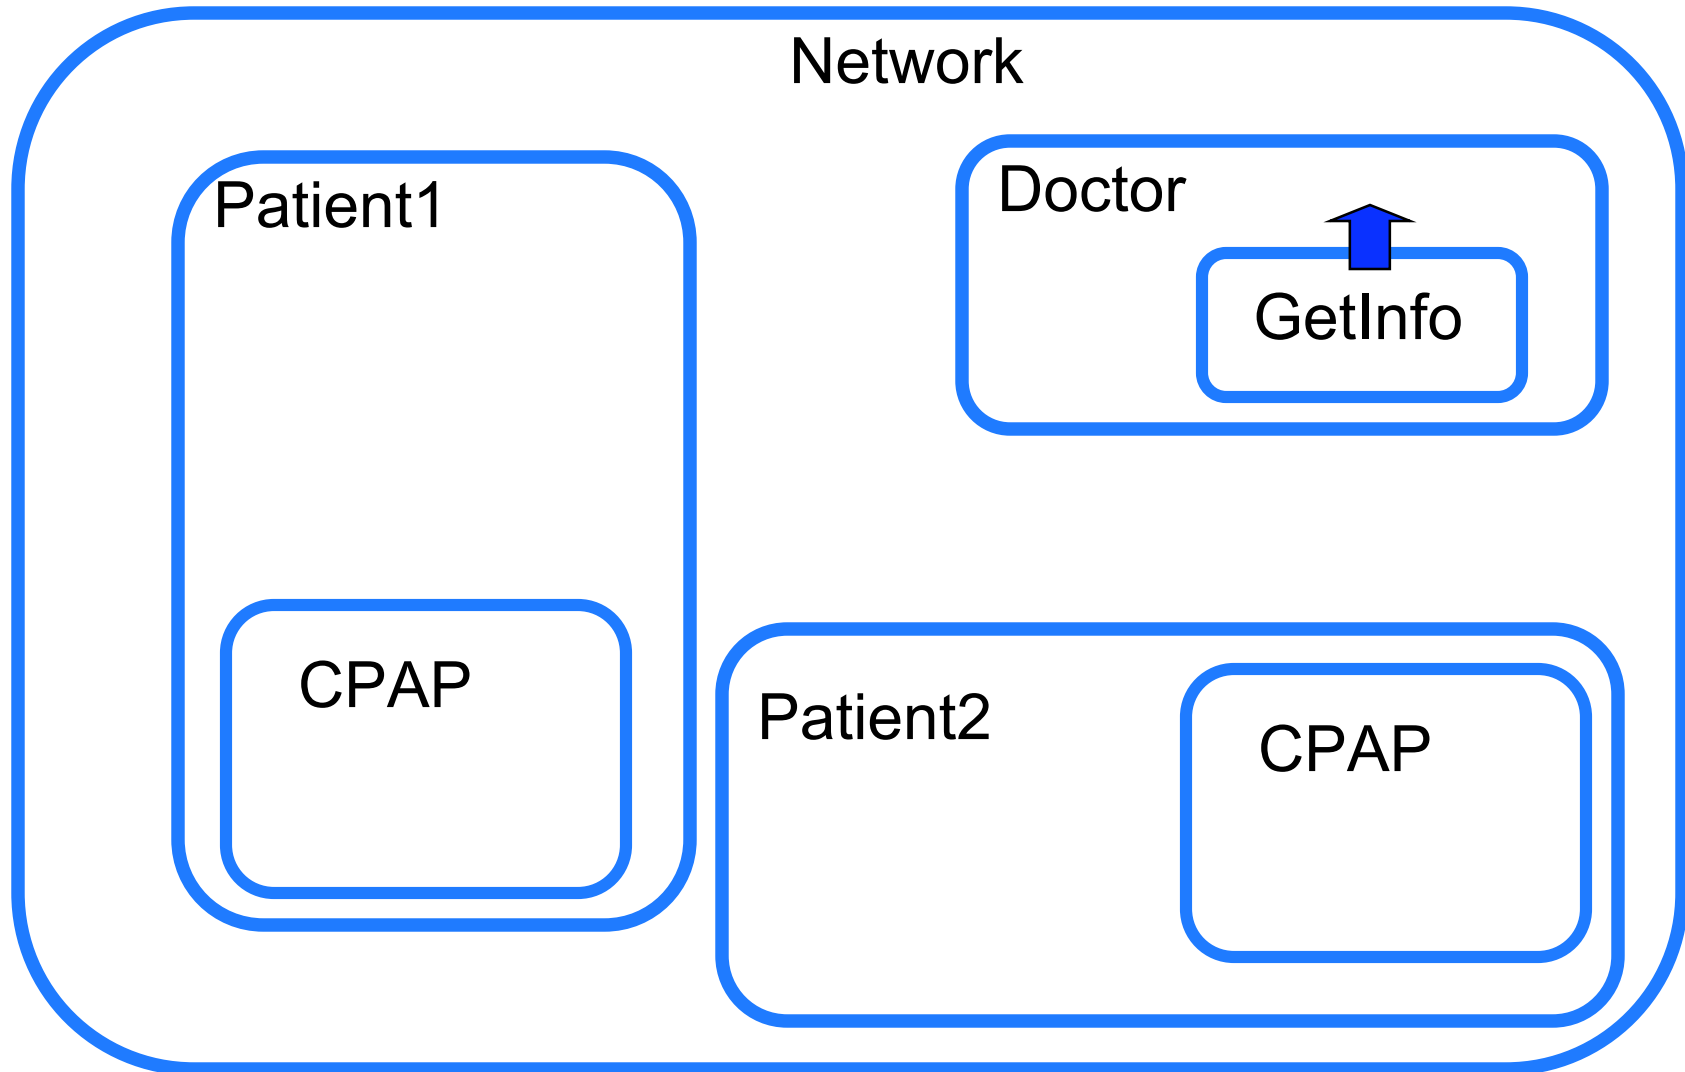 Network
Patient1
Doctor
GetInfo
CPAP
Patient2
CPAP